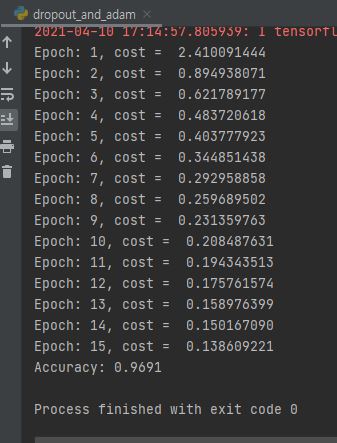 dropout_and_adam
2021-04-10 17:14:57.805939: I tensorfl
Epoch: 1, cost =  2.410091444
Epoch: 2, cost =  0.894938071
Epoch: 3, cost =  0.621789177
Epoch: 4, cost =  0.483720618
Epoch: 5, cost =  0.403777923
Epoch: 6, cost =  0.344851438
Epoch: 7, cost =  0.292958858
Epoch: 8, cost =  0.259689502
Epoch: 9, cost =  0.231359763
Epoch: 10, cost =  0.208487631
Epoch: 11, cost =  0.194343513
Epoch: 12, cost =  0.175761574
Epoch: 13, cost =  0.158976399
Epoch: 14, cost =  0.150167090
Epoch: 15, cost =  0.138609221
Accuracy: 0.9691
Process finished with exit code 0